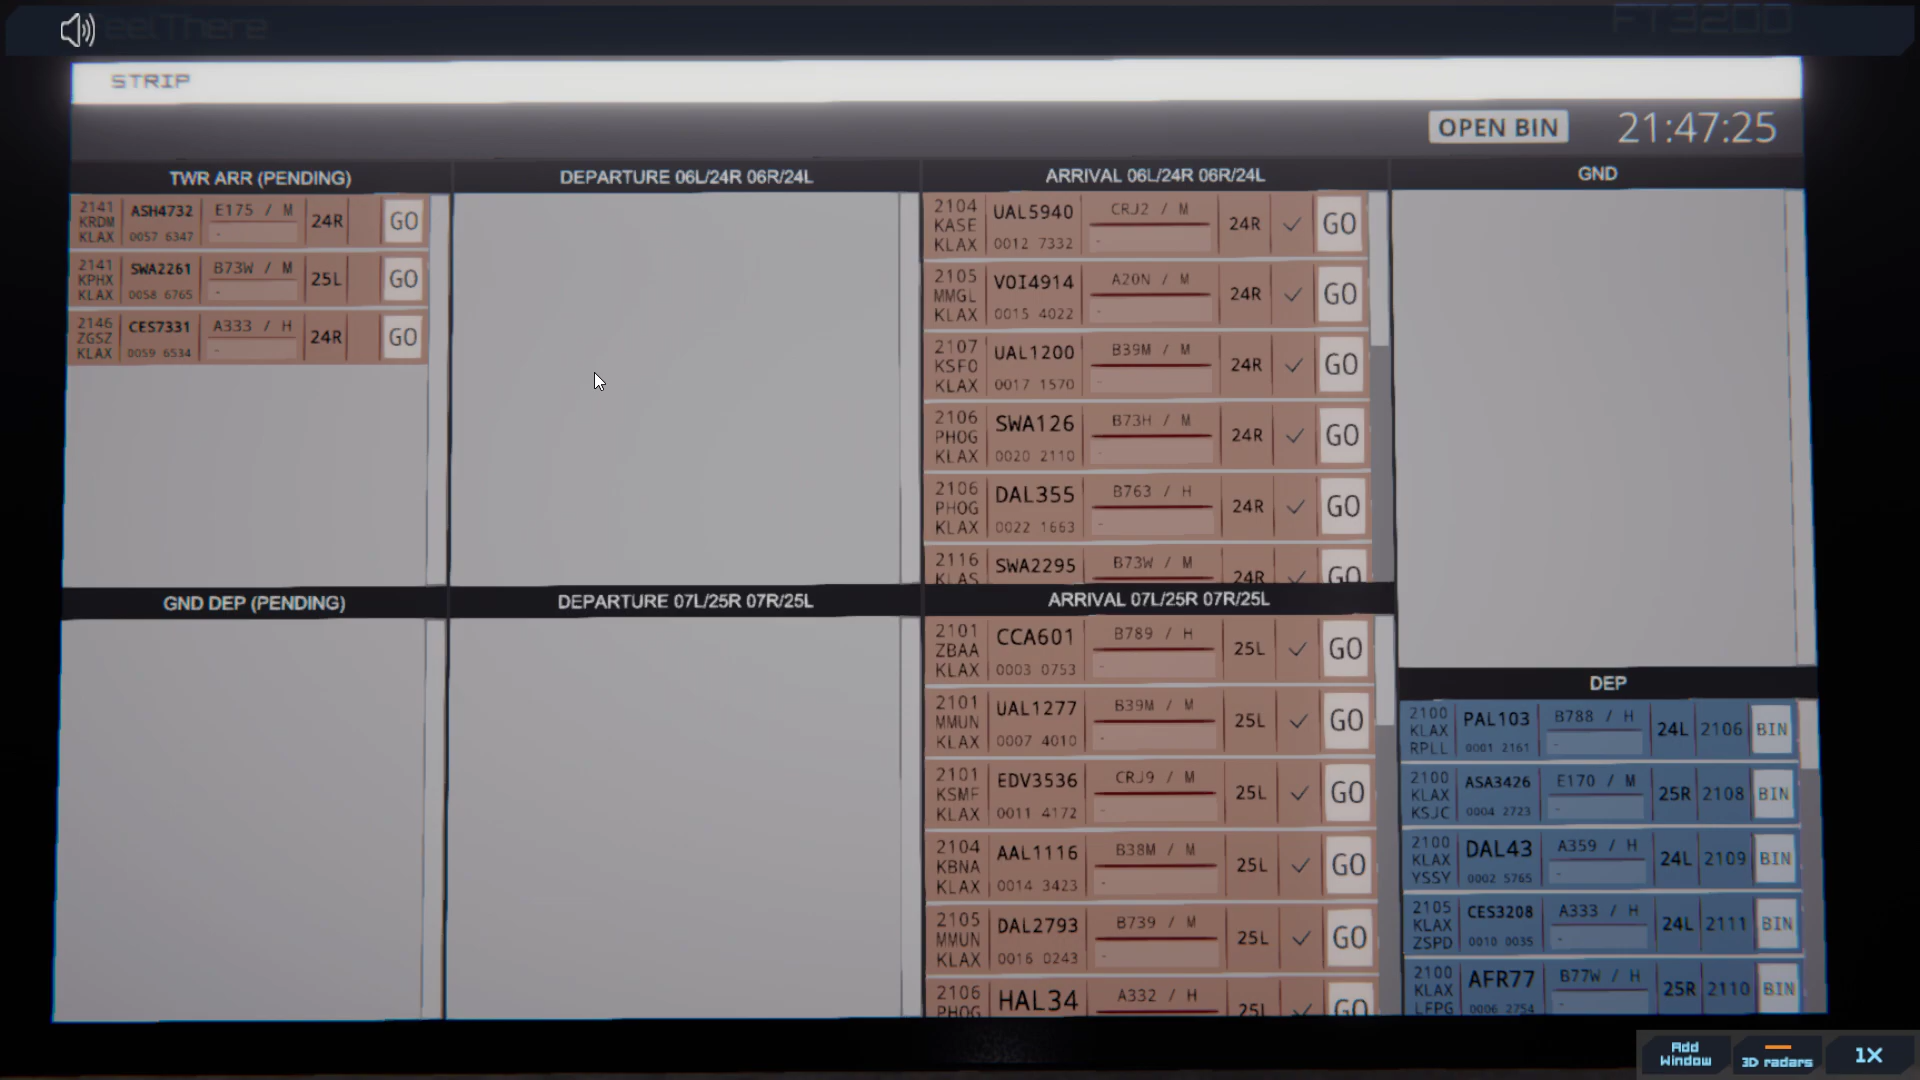 FeelThere
FT320D
STRIP
OPEN BIN
21:47:25
TWR ARR (PENDING)
2141
KRDM
KLAX
ASH4732
0057 6347
E175 / M
-
24R
GO
2141
KPHX
KLAX
SWA2261
0058 6765
B73W / M
-
25L
GO
2146
ZGSZ
KLAX
CES7331
0059 6534
A333 / H
-
24R
GO
DEPARTURE 06L/24R 06R/24L
ARRIVAL 06L/24R 06R/24L
2104
KASE
KLAX
UAL5940
0012 7332
CRJ2 / M
-
24R
✓
GO
2105
MMGL
KLAX
VOI4914
0015 4022
A20N / M
-
24R
✓
GO
2107
KSFO
KLAX
UAL1200
0017 1570
B39M / M
-
24R
✓
GO
2106
PHOG
KLAX
SWA126
0020 2110
B73H / M
-
24R
✓
GO
2106
PHOG
KLAX
DAL355
0022 1663
B763 / H
-
24R
✓
GO
2116
KLAS
SWA2295
B73W / M
24R
✓
GO
GND
GND DEP (PENDING)
DEPARTURE 07L/25R 07R/25L
ARRIVAL 07L/25R 07R/25L
2101
ZBAA
KLAX
CCA601
0003 0753
B789 / H
-
25L
✓
GO
2101
MMUN
KLAX
UAL1277
0007 4010
B39M / M
-
25L
✓
GO
2101
KSMF
KLAX
EDV3536
0011 4172
CRJ9 / M
-
25L
✓
GO
2104
KBNA
KLAX
AAL1116
0014 3423
B38M / M
-
25L
✓
GO
2105
MMUN
KLAX
DAL2793
0016 0243
B739 / M
-
25L
✓
GO
2106
PHOG
HAL34
A332 / H
25L
✓
GO
DEP
2100
KLAX
RPLL
PAL103
0001 2161
B788 / H
-
24L
2106
BIN
2100
KLAX
KSJC
ASA3426
0004 2723
E170 / M
-
25R
2108
BIN
2100
KLAX
YSSY
DAL43
0002 5765
A359 / H
-
24L
2109
BIN
2105
KLAX
ZSPD
CES3208
0010 0035
A333 / H
-
24L
2111
BIN
2100
KLAX
LFPG
AFR77
0006 2754
B77W / H
-
25R
2110
BIN
Add
Window
3D radars
1X